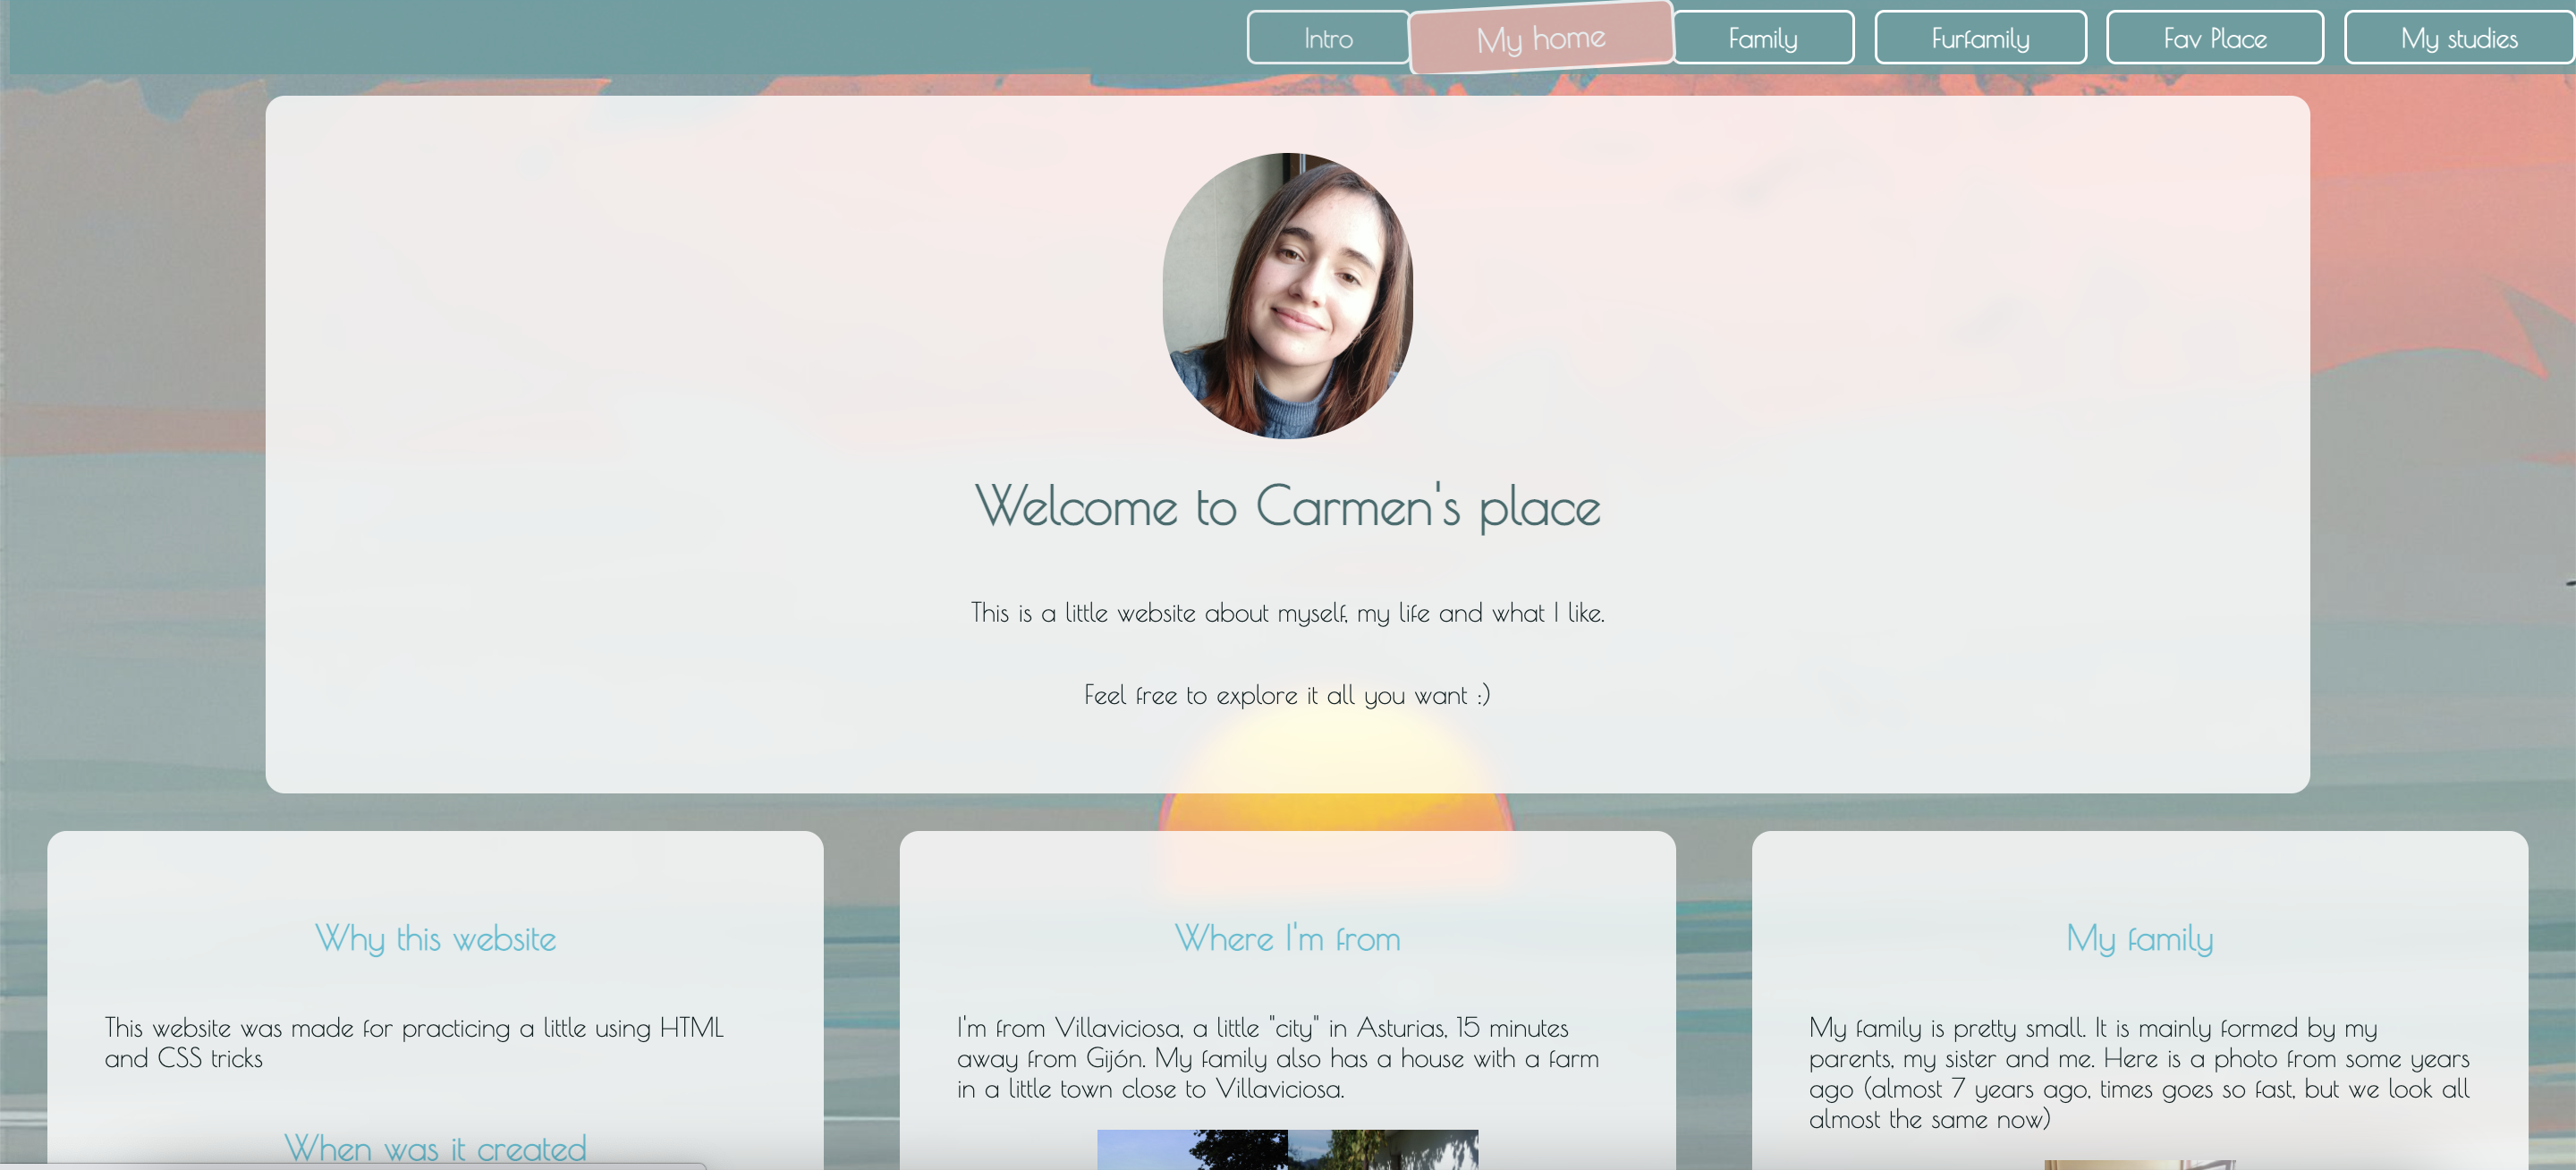 Intro
My home
Family
Furfamily
Fav Place
My studies
Welcome to Carmen's place
This is a little website about myself, my life and what I like.
Feel free to explore it all you want :)
Why this website
This website was made for practicing a little using HTML
and CSS tricks
When was it created
Where I'm from
I'm from Villaviciosa, a little "city" in Asturias, 15 minutes
away from Gijón. My family also has a house with a farm
in a little town close to Villaviciosa.
My family
My family is pretty small. It is mainly formed by my
parents, my sister and me. Here is a photo from some years
ago (almost 7 years ago, times goes so fast, but we look all
almost the same now)